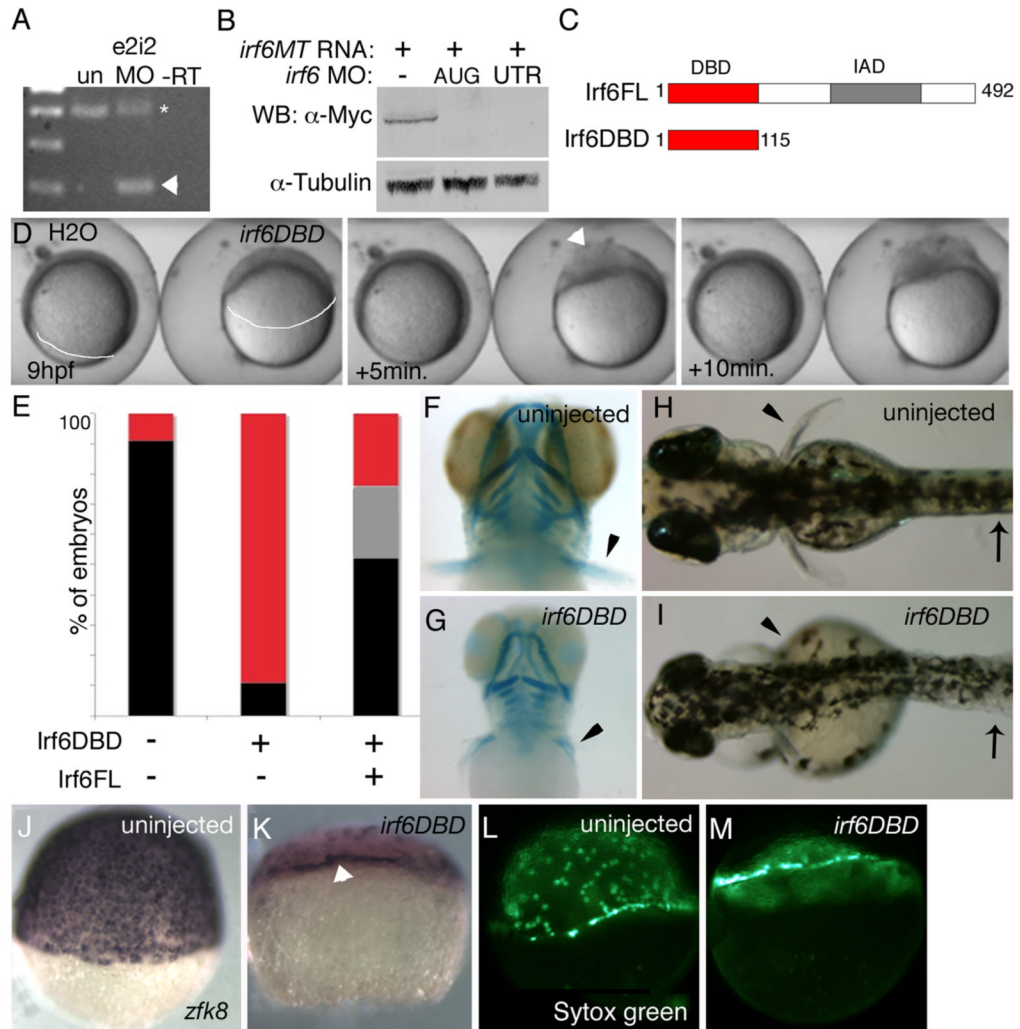 A
e2i2
un MO -RT
*
B
irf6MT RNA: + + +
irf6 MO: - AUG UTR
WB: α-Myc
α-Tubulin
C
DBD IAD
Irf6FL 1 492
Irf6DBD 1 115
D H2O irf6DBD
9hpf +5min. +10min.
E
100
% of embryos
Irf6DBD - + +
Irf6FL - - +
F uninjected
G irf6DBD
H uninjected
I irf6DBD
J uninjected
zfk8
K irf6DBD
L uninjected
Sytox green
M irf6DBD